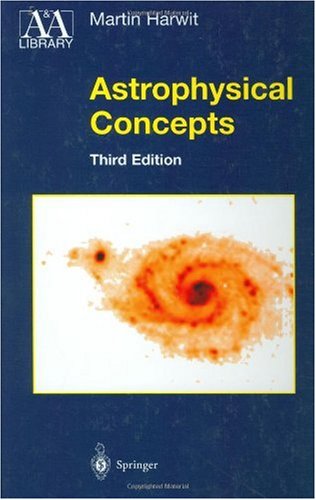 A&A
LIBRARY
Martin Harwit
Astrophysical
Concepts
Third Edition
Springer